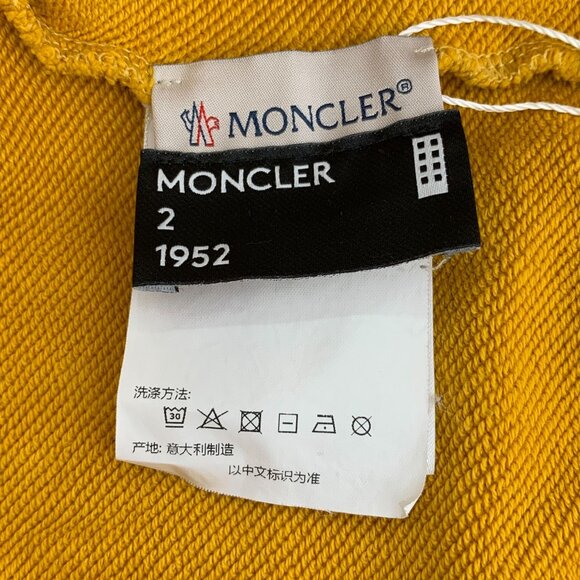 MONCLER®
MONCLER
2
1952
洗涤方法:
30
产地: 意大利制造
以中文标识为准